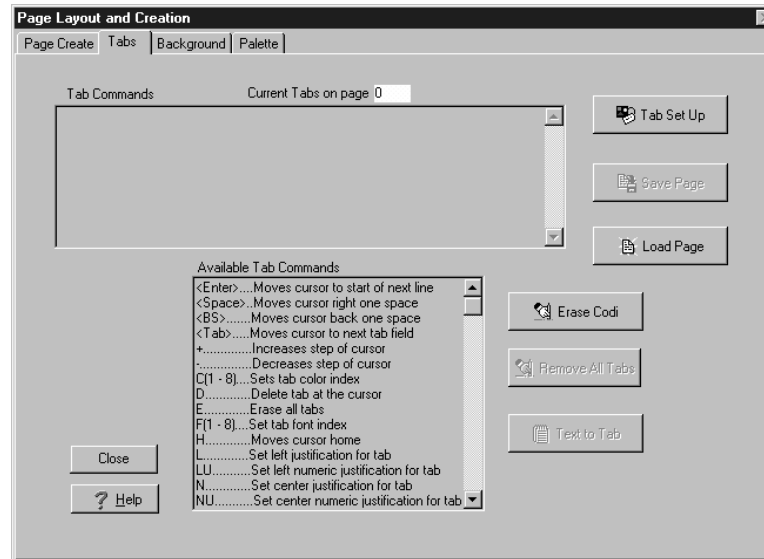 Page Layout and Creation
Page Create Tabs Background Palette
Tab Commands Current Tabs on page 0
Tab Set Up
Save Page
Load Page
Available Tab Commands
<Enter>....Moves cursor to start of next line
<Space>..Moves cursor right one space
<BS>.......Moves cursor back one space
<Tab>.....Moves cursor to next tab field
+..............Increases step of cursor
-...............Decreases step of cursor
C(1 - 8)....Sets tab color index
D............Delete tab at the cursor
E............Erase all tabs
F(1 - 8)....Set tab font index
H............Moves cursor home
L............Set left justification for tab
LU..........Set left numeric justification for tab
N............Set center justification for tab
NU..........Set center numeric justification for tab
Erase Codi
Remove All Tabs
Text to Tab
Close
? Help